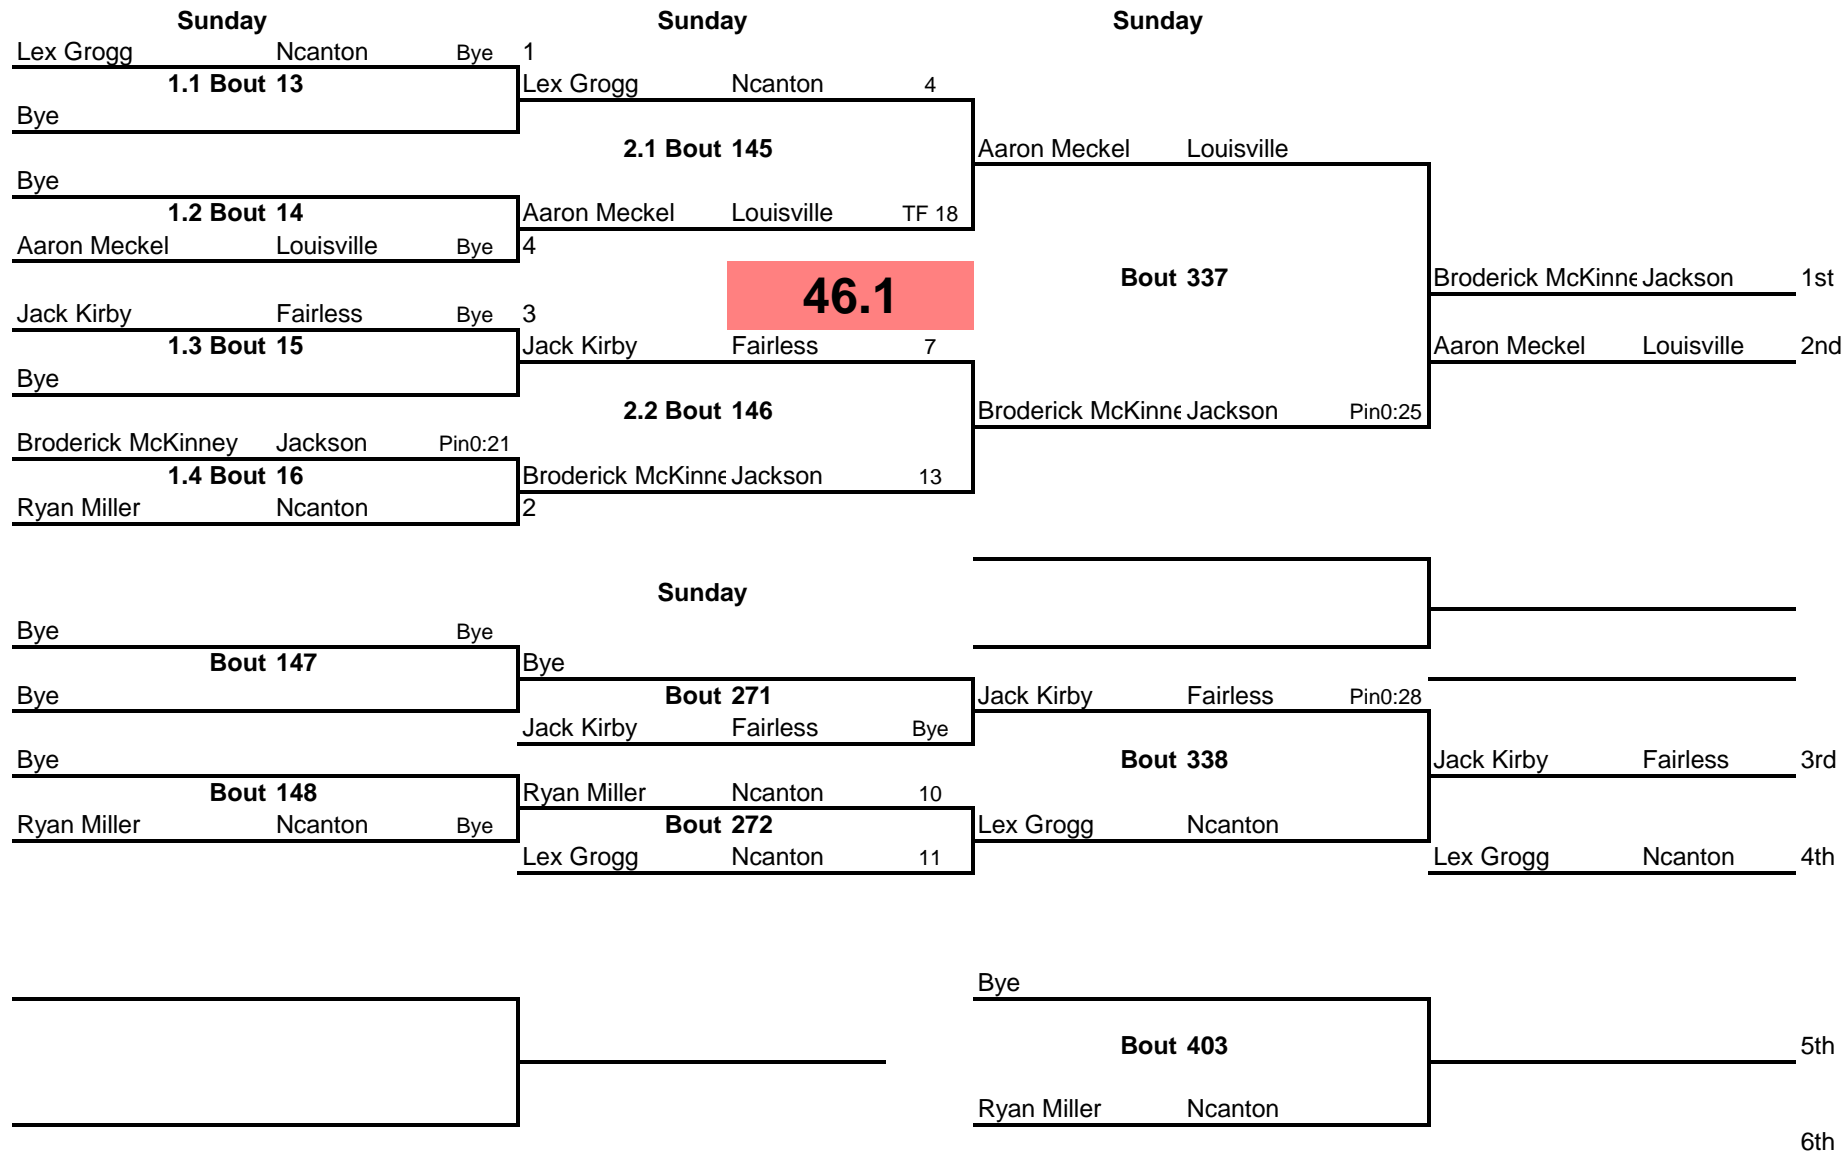 Sunday Sunday Sunday
Lex Grogg Ncanton Bye 1
1.1 Bout 13 Lex Grogg Ncanton 4
Bye
2.1 Bout 145 Aaron Meckel Louisville
Bye
1.2 Bout 14 Aaron Meckel Louisville TF 18
Aaron Meckel Louisville Bye 4
Bout 337 Broderick McKinne Jackson 1st
46.1
Jack Kirby Fairless Bye 3
1.3 Bout 15 Jack Kirby Fairless 7 Aaron Meckel Louisville 2nd
Bye
2.2 Bout 146 Broderick McKinne Jackson Pin0:25
Broderick McKinney Jackson Pin0:21
1.4 Bout 16 Broderick McKinne Jackson 13
Ryan Miller Ncanton 2
Sunday
Bye Bye
Bout 147 Bye
Bye Bout 271 Jack Kirby Fairless Pin0:28
Jack Kirby Fairless Bye
Bye Bout 338 Jack Kirby Fairless 3rd
Bout 148 Ryan Miller Ncanton 10
Ryan Miller Ncanton Bye Bout 272 Lex Grogg Ncanton
Lex Grogg Ncanton 11 Lex Grogg Ncanton 4th
Bye
Bout 403 5th
Ryan Miller Ncanton
6th